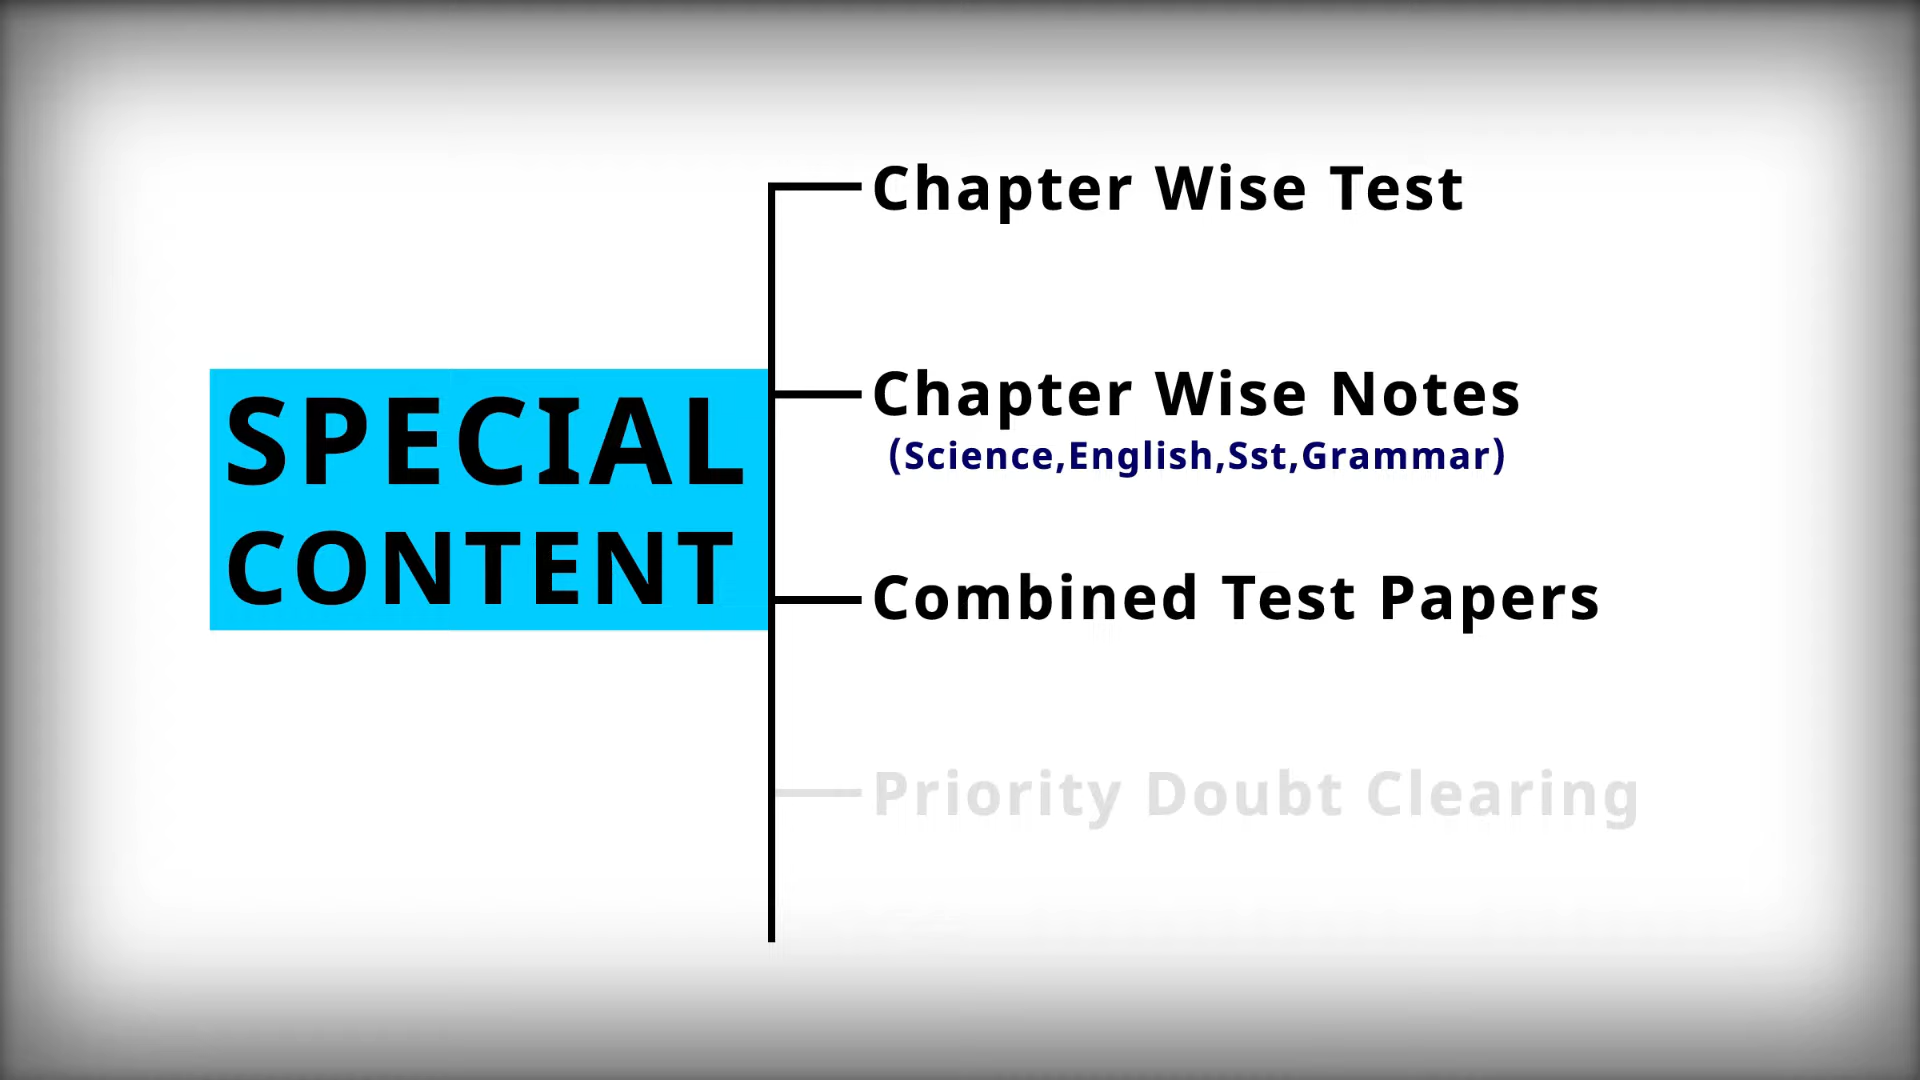 SPECIAL
CONTENT
Chapter Wise Test
Chapter Wise Notes
(Science,English,Sst,Grammar)
Combined Test Papers
Priority Doubt Clearing